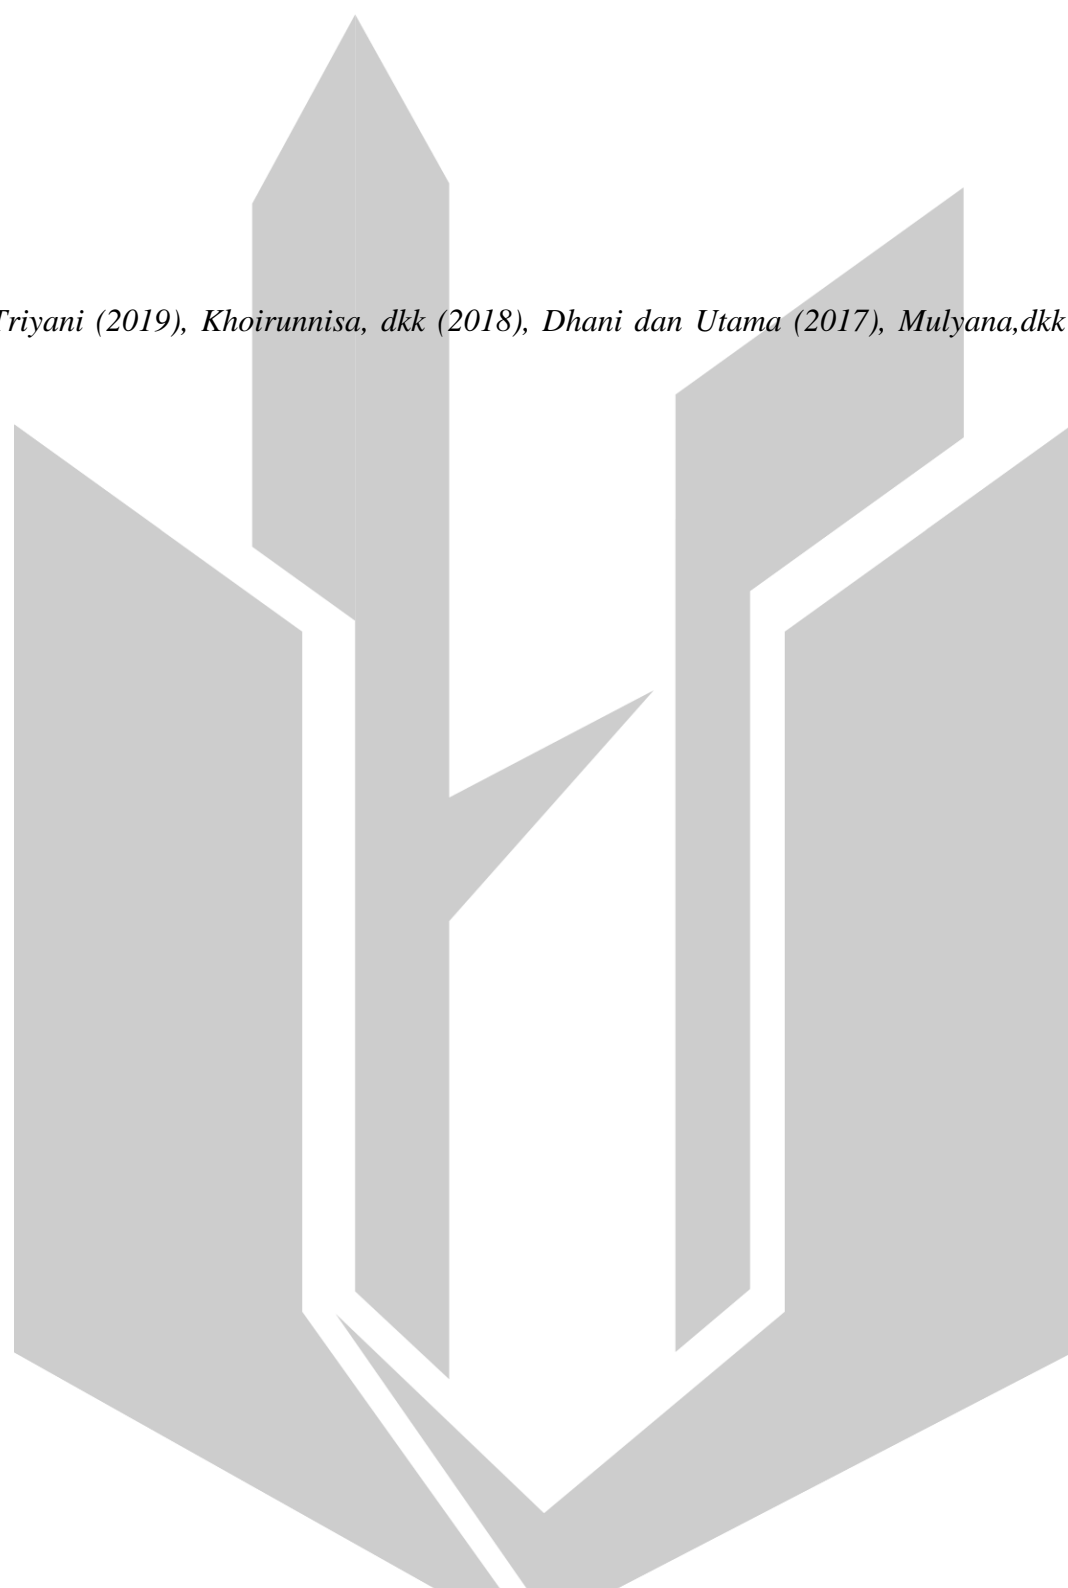 Triyani (2019), Khoirunnisa, dkk (2018), Dhani dan Utama (2017), Mulyana,dkk